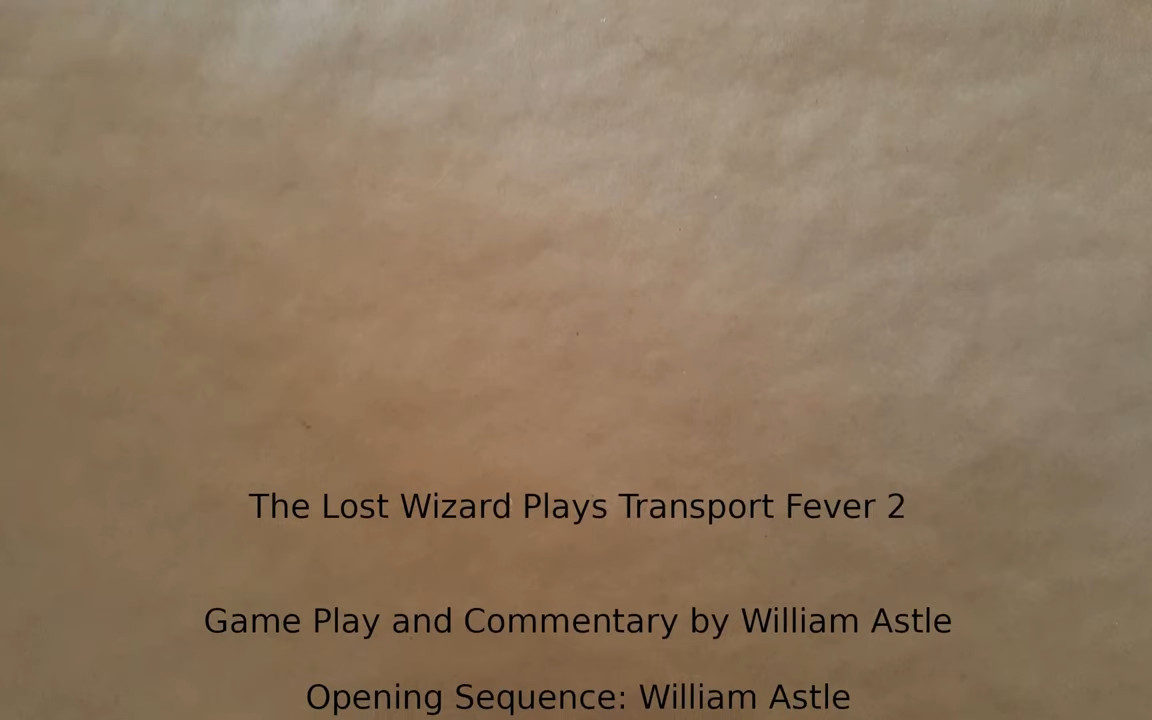 The Lost Wizard Plays Transport Fever 2
Game Play and Commentary by William Astle
Opening Sequence: William Astle